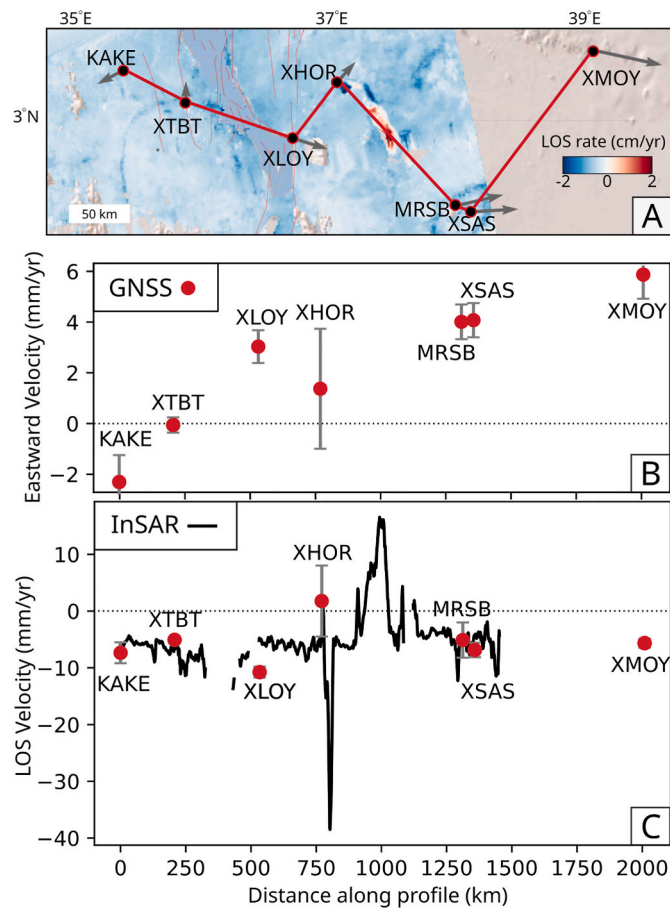 35°E 37°E 39°E
3°N
KAKE
XTBT
XLOY
XHOR
MRSB
XSAS
XMOY
LOS rate (cm/yr)
-2 0 2
50 km
A
Eastward Velocity (mm/yr)
6
4
2
0
−2
GNSS
KAKE
XTBT
XLOY
XHOR
MRSB
XSAS
XMOY
B
LOS Velocity (mm/yr)
10
0
−10
−20
−30
−40
InSAR
KAKE
XTBT
XLOY
XHOR
MRSB
XSAS
XMOY
C
0 250 500 750 1000 1250 1500 1750 2000
Distance along profile (km)